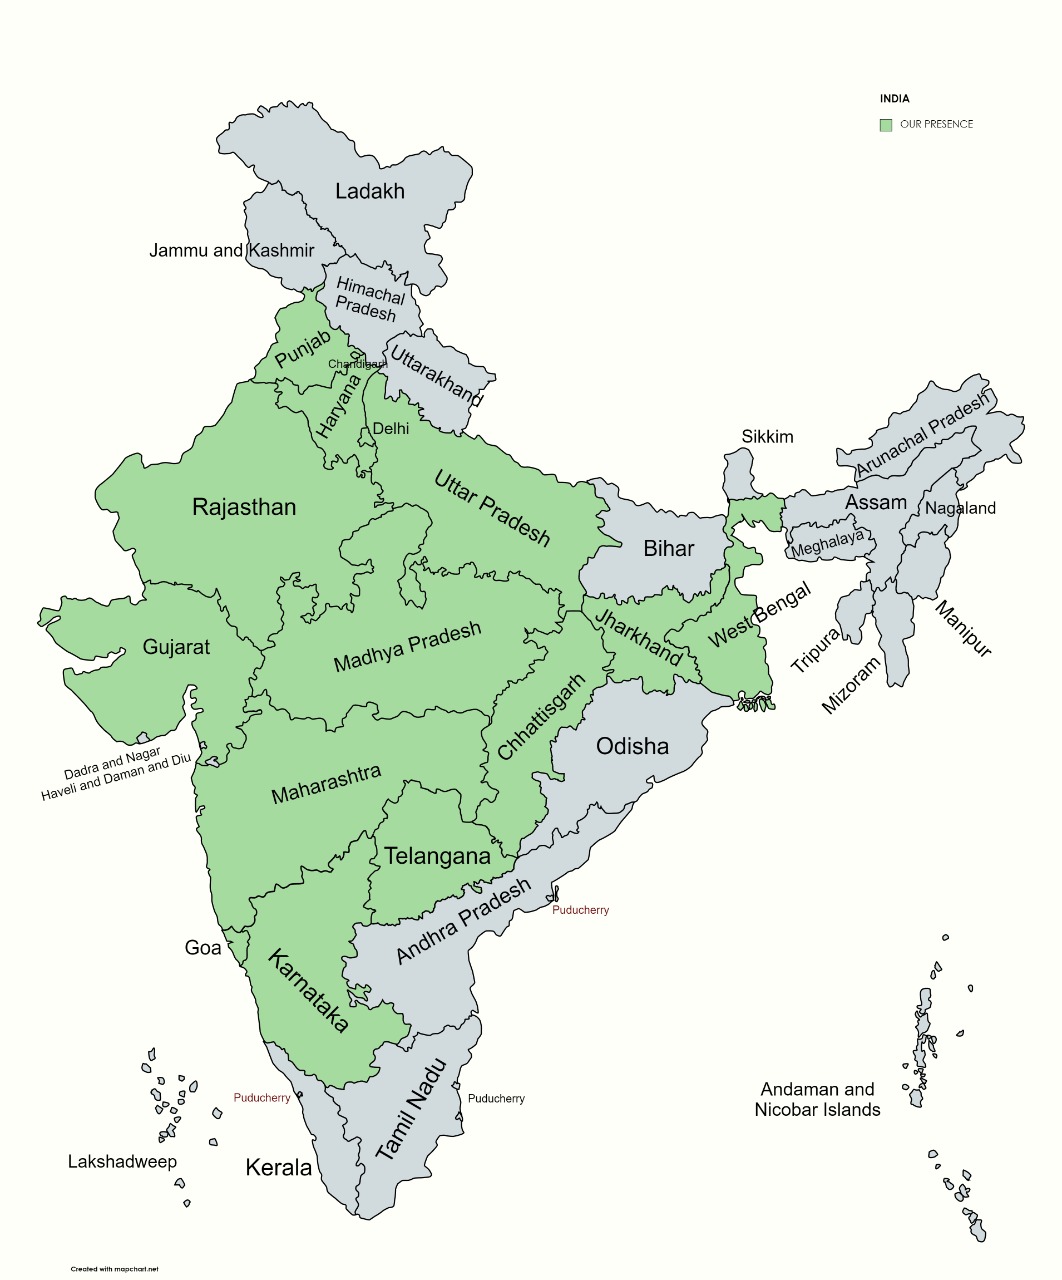 INDIA
OUR PRESENCE
Ladakh
Jammu and Kashmir
Himachal
Pradesh
Punjab
Chandigarh
Uttarakhand
Haryana
Delhi
Arunachal Pradesh
Sikkim
Rajasthan
Uttar Pradesh
Assam
Nagaland
Bihar
Meghalaya
West Bengal
Manipur
Gujarat
Madhya Pradesh
Jharkhand
Tripura
Mizoram
Chhattisgarh
Odisha
Dadra and Nagar
Haveli and Daman and Diu
Maharashtra
Telangana
Andhra Pradesh
Puducherry
Goa
Karnataka
Tamil Nadu
Puducherry
Puducherry
Andaman and
Nicobar Islands
Lakshadweep
Kerala
Created with mapchart.net